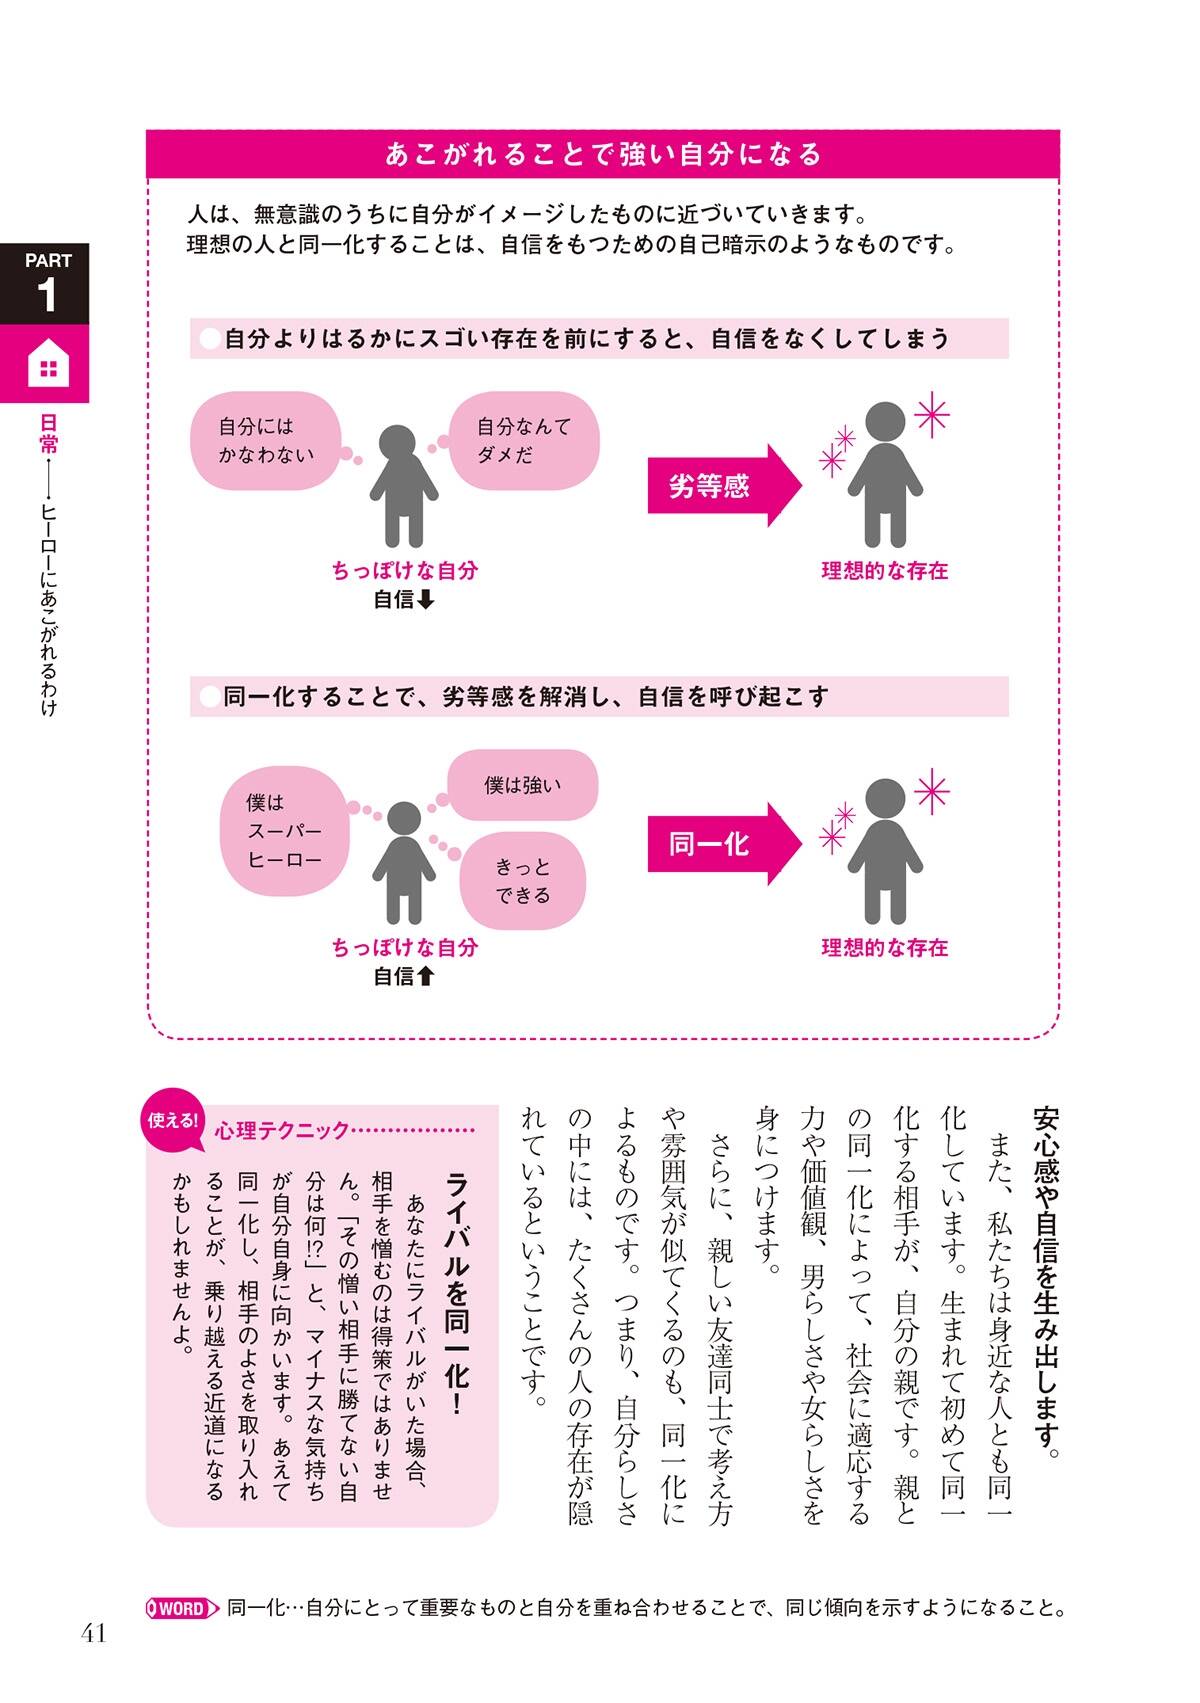 PART
1
日常
ヒーローにあこがれるわけ
あこがれることで強い自分になる
人は、無意識のうちに自分がイメージしたものに近づいていきます。
理想の人と同一化することは、自信をもつための自己暗示のようなものです。
●自分よりはるかにスゴい存在を前にすると、自信をなくしてしまう
自分には
かなわない
自分なんて
ダメだ
ちっぽけな自分
自信⬇
劣等感
理想的な存在
●同一化することで、劣等感を解消し、自信を呼び起こす
僕は
スーパー
ヒーロー
僕は強い
きっと
できる
ちっぽけな自分
自信⬆
同一化
理想的な存在
安心感や自信を生み出します。
また、私たちは身近な人とも同一
化しています。生まれて初めて同一
化する相手が、自分の親です。親と
の同一化によって、社会に適応する
力や価値観、男らしさや女らしさを
身につけます。
さらに、親しい友達同士で考え方
や雰囲気が似てくるのも、同一化に
よるものです。つまり、自分らしさ
の中には、たくさんの人の存在が隠
れているということです。
使える!
心理テクニック………………
ライバルを同一化！
あなたにライバルがいた場合、
相手を憎むのは得策ではありませ
ん。「その憎い相手に勝てない自
分は何!?」と、マイナスな気持ち
が自分自身に向かいます。あえて
同一化し、相手のよさを取り入れ
ることが、乗り越える近道になる
かもしれませんよ。
WORD 同一化…自分にとって重要なものと自分を重ね合わせることで、同じ傾向を示すようになること。
41